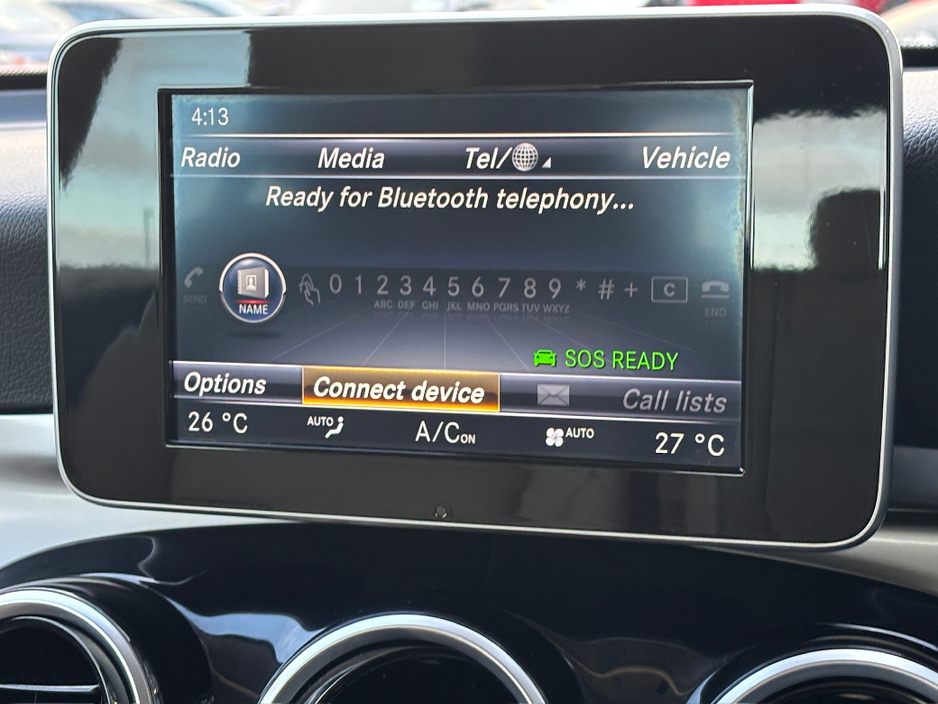 4:13
Radio Media Tel/ Vehicle
Ready for Bluetooth telephony...
SEND NAME 0 1 2 3 4 5 6 7 8 9 * # + C END
ABC DEF GHI JKL MNO PQRS TUV WXYZ
SOS READY
Options Connect device Call lists
26 °C AUTO A/C ON AUTO 27 °C